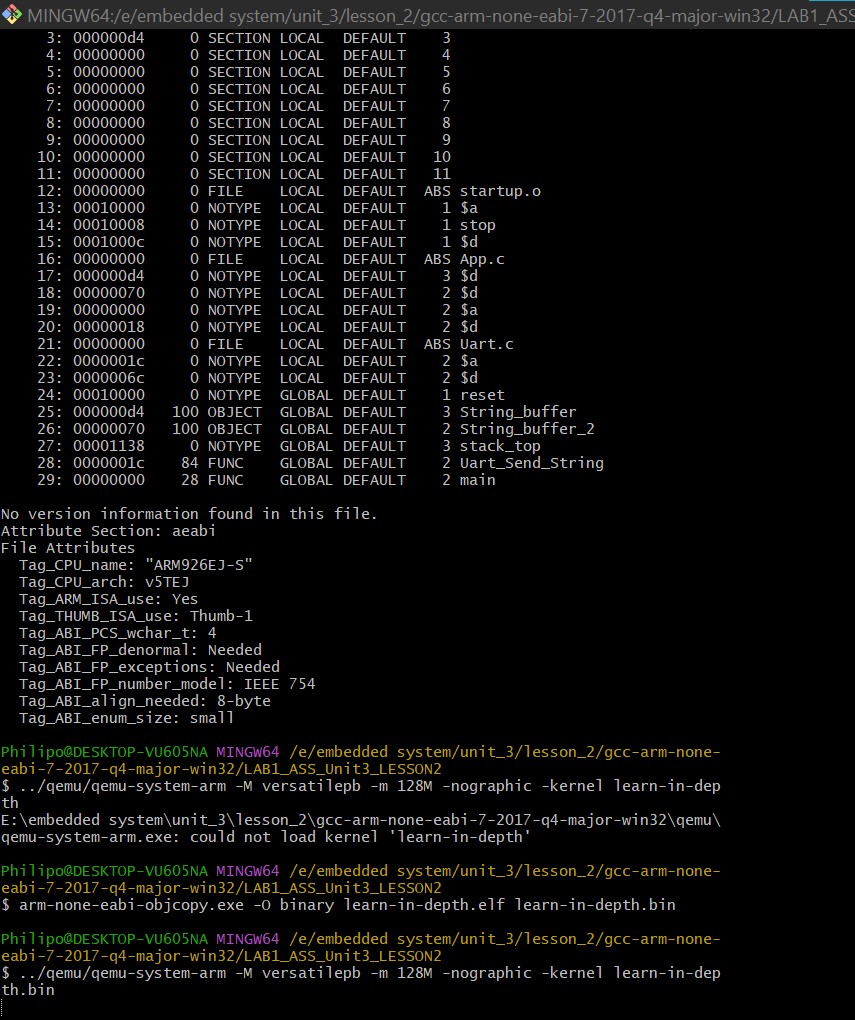 MINGW64:/e/embedded system/unit_3/lesson_2/gcc-arm-none-eabi-7-2017-q4-major-win32/LAB1_ASS
3: 000000d4     0 SECTION LOCAL  DEFAULT    3
4: 00000000     0 SECTION LOCAL  DEFAULT    4
5: 00000000     0 SECTION LOCAL  DEFAULT    5
6: 00000000     0 SECTION LOCAL  DEFAULT    6
7: 00000000     0 SECTION LOCAL  DEFAULT    7
8: 00000000     0 SECTION LOCAL  DEFAULT    8
9: 00000000     0 SECTION LOCAL  DEFAULT    9
10: 00000000     0 SECTION LOCAL  DEFAULT   10
11: 00000000     0 SECTION LOCAL  DEFAULT   11
12: 00000000     0 FILE    LOCAL  DEFAULT  ABS startup.o
13: 00010000     0 NOTYPE  LOCAL  DEFAULT    1 $a
14: 00010008     0 NOTYPE  LOCAL  DEFAULT    1 stop
15: 0001000c     0 NOTYPE  LOCAL  DEFAULT    1 $d
16: 00000000     0 FILE    LOCAL  DEFAULT  ABS App.c
17: 000000d4     0 NOTYPE  LOCAL  DEFAULT    3 $d
18: 00000070     0 NOTYPE  LOCAL  DEFAULT    2 $d
19: 00000000     0 NOTYPE  LOCAL  DEFAULT    2 $a
20: 00000018     0 NOTYPE  LOCAL  DEFAULT    2 $d
21: 00000000     0 FILE    LOCAL  DEFAULT  ABS Uart.c
22: 0000001c     0 NOTYPE  LOCAL  DEFAULT    2 $a
23: 0000006c     0 NOTYPE  LOCAL  DEFAULT    2 $d
24: 00010000     0 NOTYPE  GLOBAL DEFAULT    1 reset
25: 000000d4   100 OBJECT  GLOBAL DEFAULT    3 String_buffer
26: 00000070   100 OBJECT  GLOBAL DEFAULT    2 String_buffer_2
27: 00001138     0 NOTYPE  GLOBAL DEFAULT    3 stack_top
28: 0000001c    84 FUNC    GLOBAL DEFAULT    2 Uart_Send_String
29: 00000000    28 FUNC    GLOBAL DEFAULT    2 main
No version information found in this file.
Attribute Section: aeabi
File Attributes
Tag_CPU_name: "ARM926EJ-S"
Tag_CPU_arch: v5TEJ
Tag_ARM_ISA_use: Yes
Tag_THUMB_ISA_use: Thumb-1
Tag_ABI_PCS_wchar_t: 4
Tag_ABI_FP_denormal: Needed
Tag_ABI_FP_exceptions: Needed
Tag_ABI_FP_number_model: IEEE 754
Tag_ABI_align_needed: 8-byte
Tag_ABI_enum_size: small
Philipo@DESKTOP-VU605NA MINGW64 /e/embedded system/unit_3/lesson_2/gcc-arm-none-
eabi-7-2017-q4-major-win32/LAB1_ASS_Unit3_LESSON2
$ ../qemu/qemu-system-arm -M versatilepb -m 128M -nographic -kernel learn-in-dep
th
E:\embedded system\unit_3\lesson_2\gcc-arm-none-eabi-7-2017-q4-major-win32\qemu\
qemu-system-arm.exe: could not load kernel 'learn-in-depth'
Philipo@DESKTOP-VU605NA MINGW64 /e/embedded system/unit_3/lesson_2/gcc-arm-none-
eabi-7-2017-q4-major-win32/LAB1_ASS_Unit3_LESSON2
$ arm-none-eabi-objcopy.exe -O binary learn-in-depth.elf learn-in-depth.bin
Philipo@DESKTOP-VU605NA MINGW64 /e/embedded system/unit_3/lesson_2/gcc-arm-none-
eabi-7-2017-q4-major-win32/LAB1_ASS_Unit3_LESSON2
$ ../qemu/qemu-system-arm -M versatilepb -m 128M -nographic -kernel learn-in-dep
th.bin